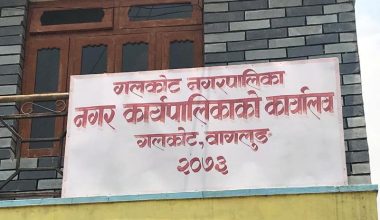 गलकोट नगरपालिका
नगर कार्यपालिकाको कार्यालय
गलकोट, बागलुङ
२०७३